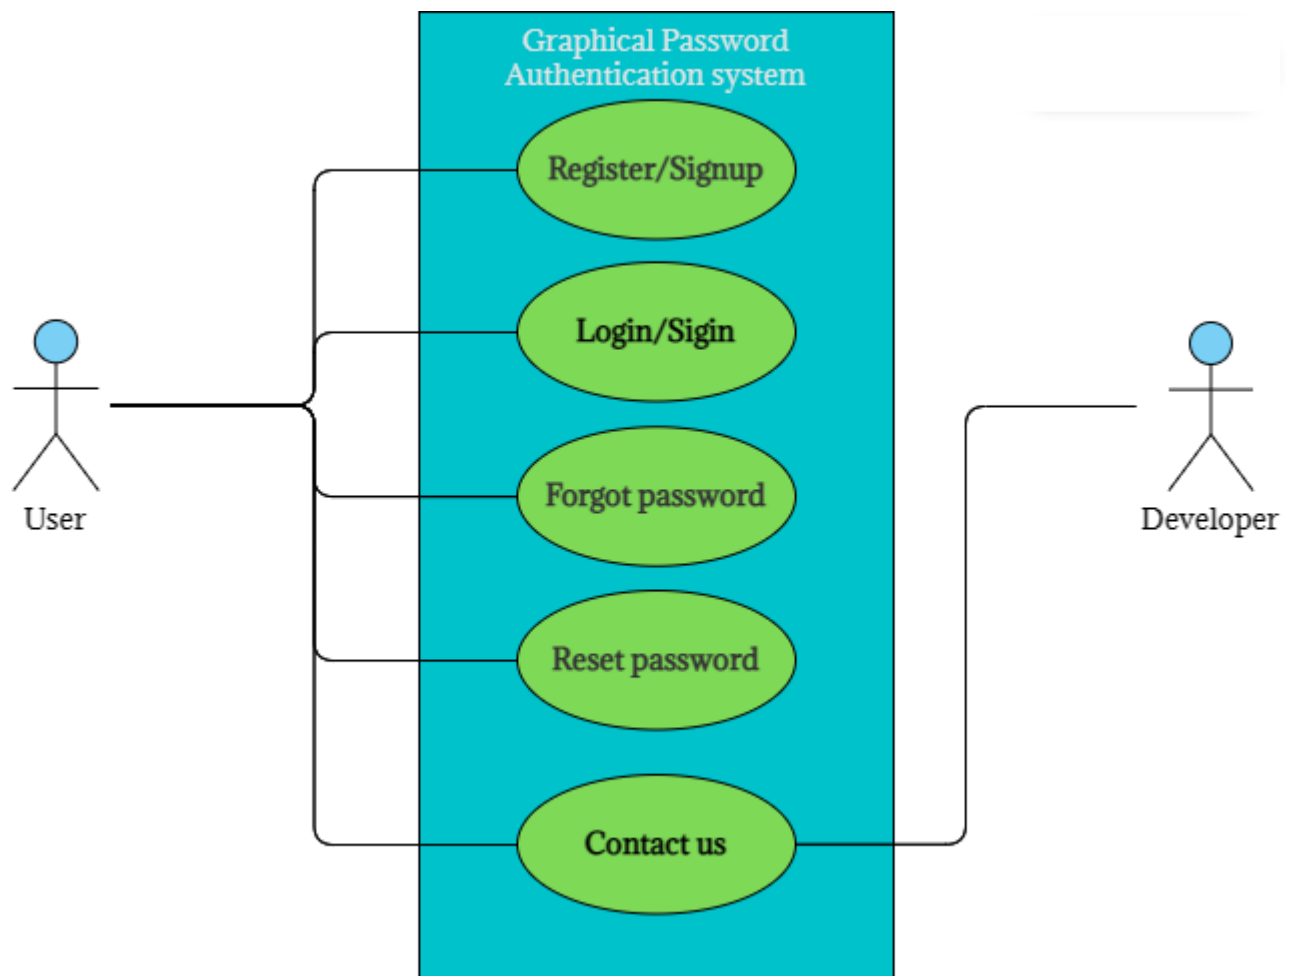 Graphical Password
Authentication system
Register/Signup
Login/Sigin
Forgot password
Reset password
Contact us
User
Developer